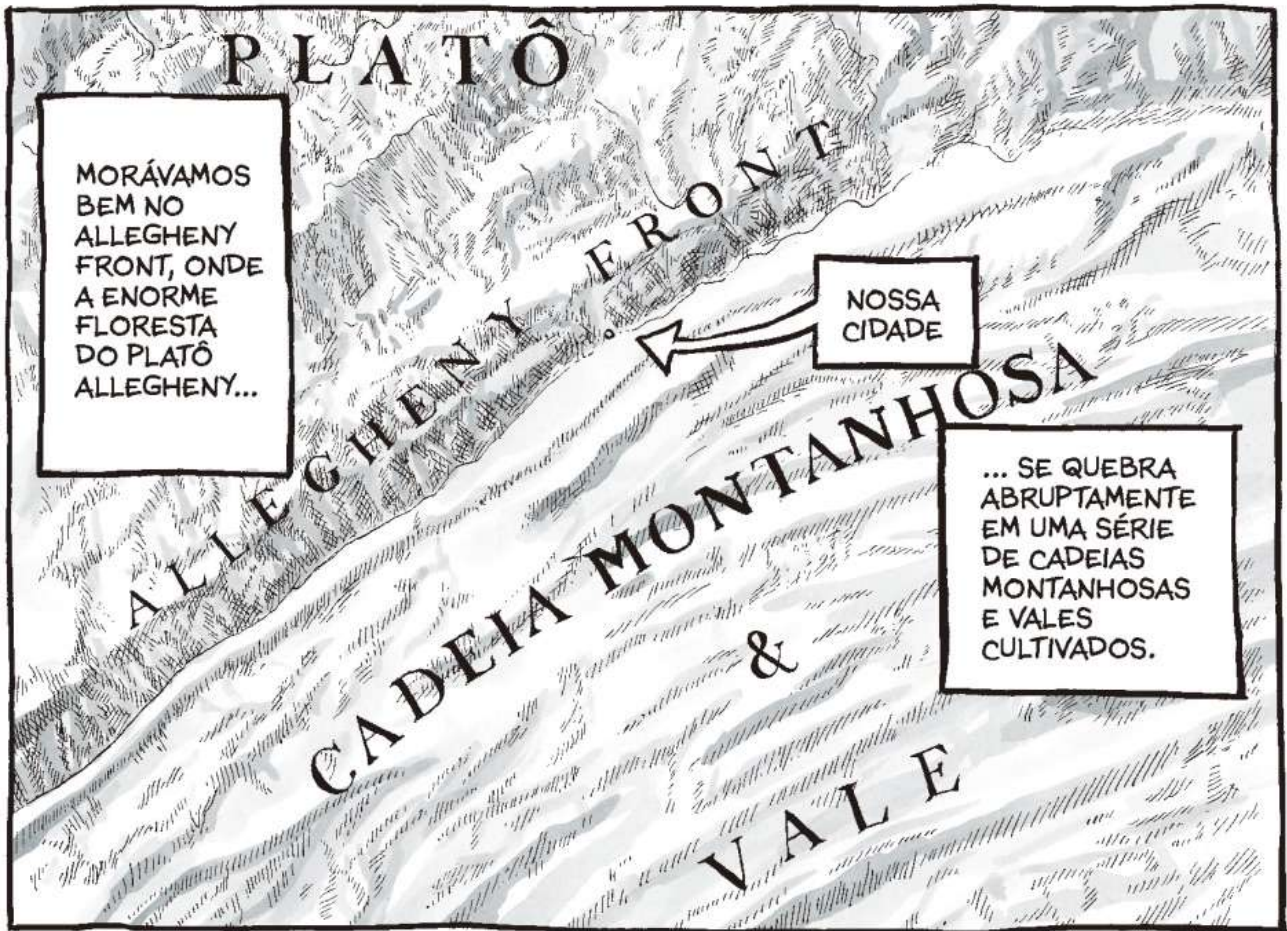 PLATÔ
MORÁVAMOS
BEM NO
ALLEGHENY
FRONT, ONDE
A ENORME
FLORESTA
DO PLATÔ
ALLEGHENY...
ALLEGHENY FRONT
NOSSA
CIDADE
CADEIA MONTANHOSA
&
VALE
... SE QUEBRA
ABRUPTAMENTE
EM UMA SÉRIE
DE CADEIAS
MONTANHOSAS
E VALES
CULTIVADOS.